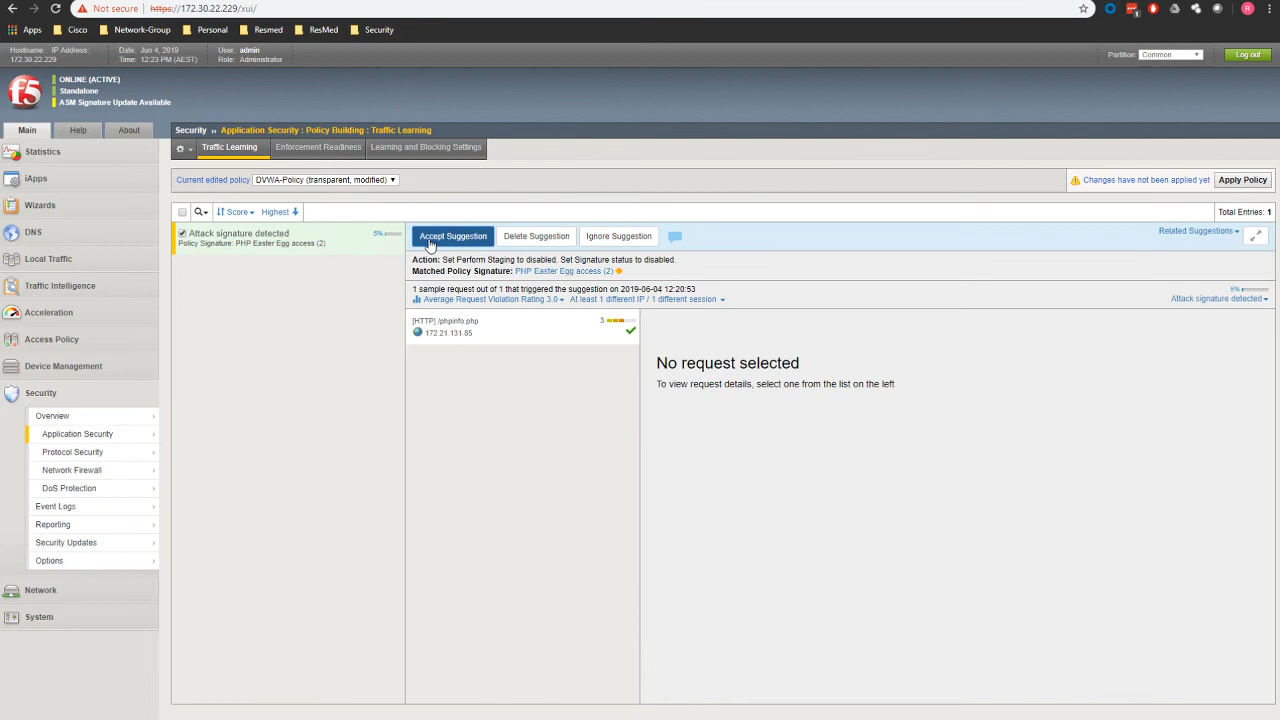 Not secure https://172.30.22.229/xui/
Apps Cisco Network-Group Personal Resmed ResMed Security
Hostname: IP Address:
172.30.22.229
Date: Jun 4, 2019
Time: 12:23 PM (AEST)
User: admin
Role: Administrator
Partition: Common
Log out
f5
ONLINE (ACTIVE)
Standalone
ASM Signature Update Available
Main Help About
Security ›› Application Security : Policy Building : Traffic Learning
Traffic Learning Enforcement Readiness Learning and Blocking Settings
Current edited policy DVWA-Policy (transparent, modified)
Changes have not been applied yet Apply Policy
Score Highest
Total Entries: 1
Attack signature detected 5%
Policy Signature: PHP Easter Egg access (2)
Accept Suggestion Delete Suggestion Ignore Suggestion
Related Suggestions
Action: Set Perform Staging to disabled. Set Signature status to disabled.
Matched Policy Signature: PHP Easter Egg access (2)
1 sample request out of 1 that triggered the suggestion on 2019-06-04 12:20:53
5%
Average Request Violation Rating 3.0 At least 1 different IP / 1 different session
Attack signature detected
[HTTP] /phpinfo.php 3
172.21.131.85
No request selected
To view request details, select one from the list on the left
Statistics
iApps
Wizards
DNS
Local Traffic
Traffic Intelligence
Acceleration
Access Policy
Device Management
Security
Overview
Application Security
Protocol Security
Network Firewall
DoS Protection
Event Logs
Reporting
Security Updates
Options
Network
System